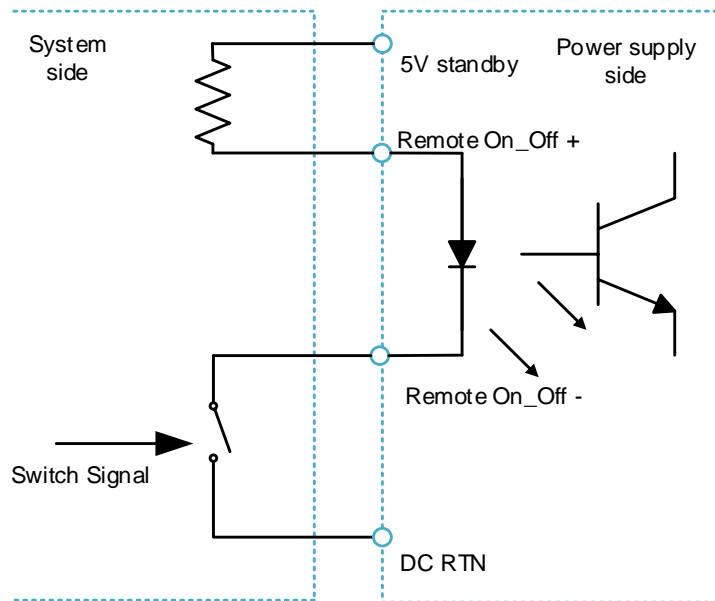 System
side
Power supply
side
5V standby
Remote On_Off +
Remote On_Off -
Switch Signal
DC RTN